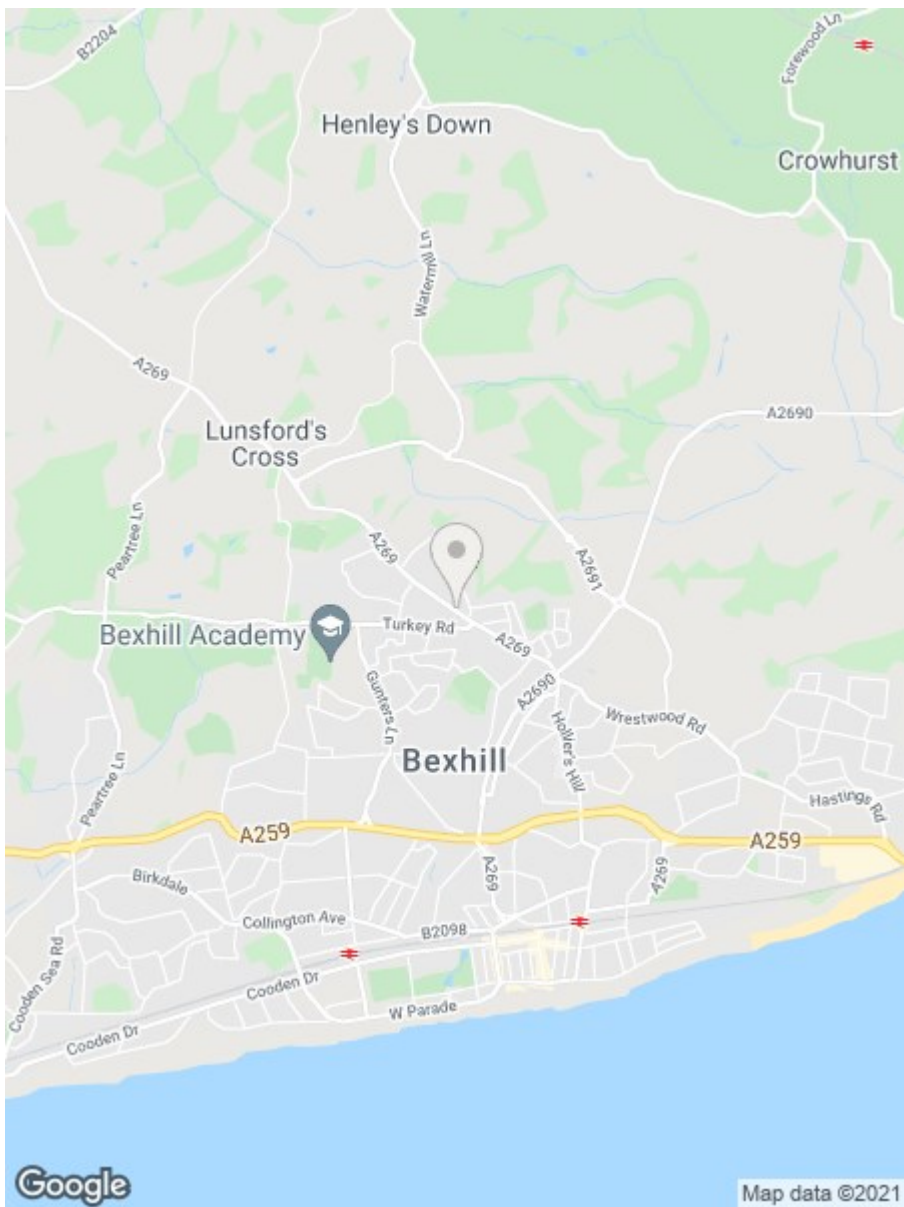 B2204
Forewood Ln
Henley's Down
Crowhurst
Watermill Ln
A269
A2690
Lunsford's
Cross
Peartree Ln
A269
A2691
Bexhill Academy
Turkey Rd
A269
Gunters Ln
A2690
Holliver's Hill
Wrestwood Rd
Bexhill
Peartree Ln
Hastings Rd
A259
A259
Birkdale
A269
A269
Collington Ave
B2098
Cooden Sea Rd
Cooden Dr
W Parade
Cooden Dr
Google
Map data ©2021